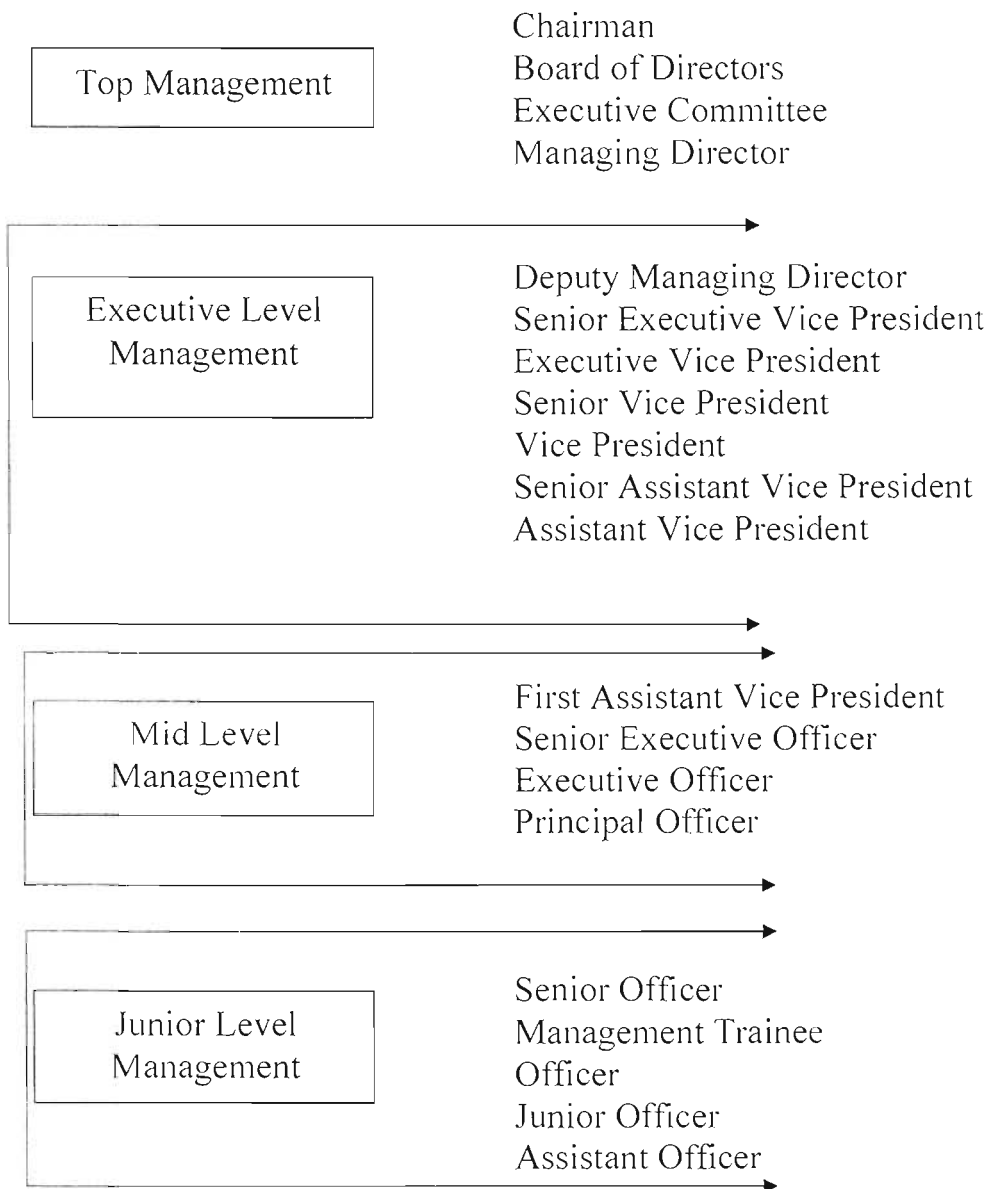 Top Management
Chairman
Board of Directors
Executive Committee
Managing Director
Executive Level
Management
Deputy Managing Director
Senior Executive Vice President
Executive Vice President
Senior Vice President
Vice President
Senior Assistant Vice President
Assistant Vice President
Mid Level
Management
First Assistant Vice President
Senior Executive Officer
Executive Officer
Principal Officer
Junior Level
Management
Senior Officer
Management Trainee
Officer
Junior Officer
Assistant Officer